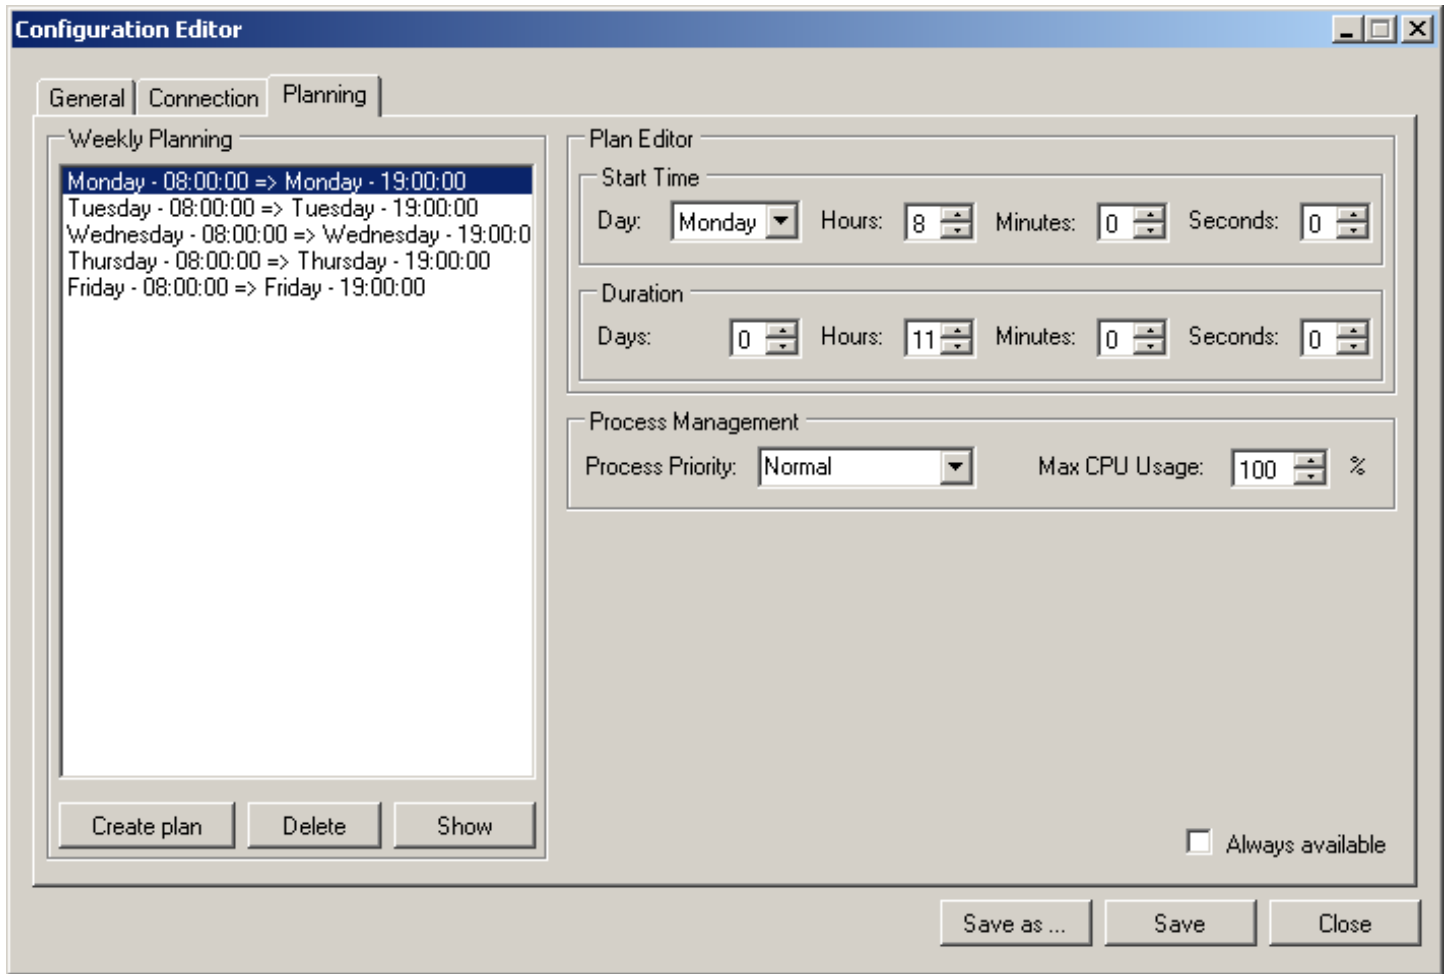 Configuration Editor
General Connection Planning
Weekly Planning
Monday - 08:00:00 => Monday - 19:00:00
Tuesday - 08:00:00 => Tuesday - 19:00:00
Wednesday - 08:00:00 => Wednesday - 19:00:0
Thursday - 08:00:00 => Thursday - 19:00:00
Friday - 08:00:00 => Friday - 19:00:00
Create plan Delete Show
Plan Editor
Start Time
Day: Monday Hours: 8 Minutes: 0 Seconds: 0
Duration
Days: 0 Hours: 11 Minutes: 0 Seconds: 0
Process Management
Process Priority: Normal Max CPU Usage: 100 %
Always available
Save as ... Save Close